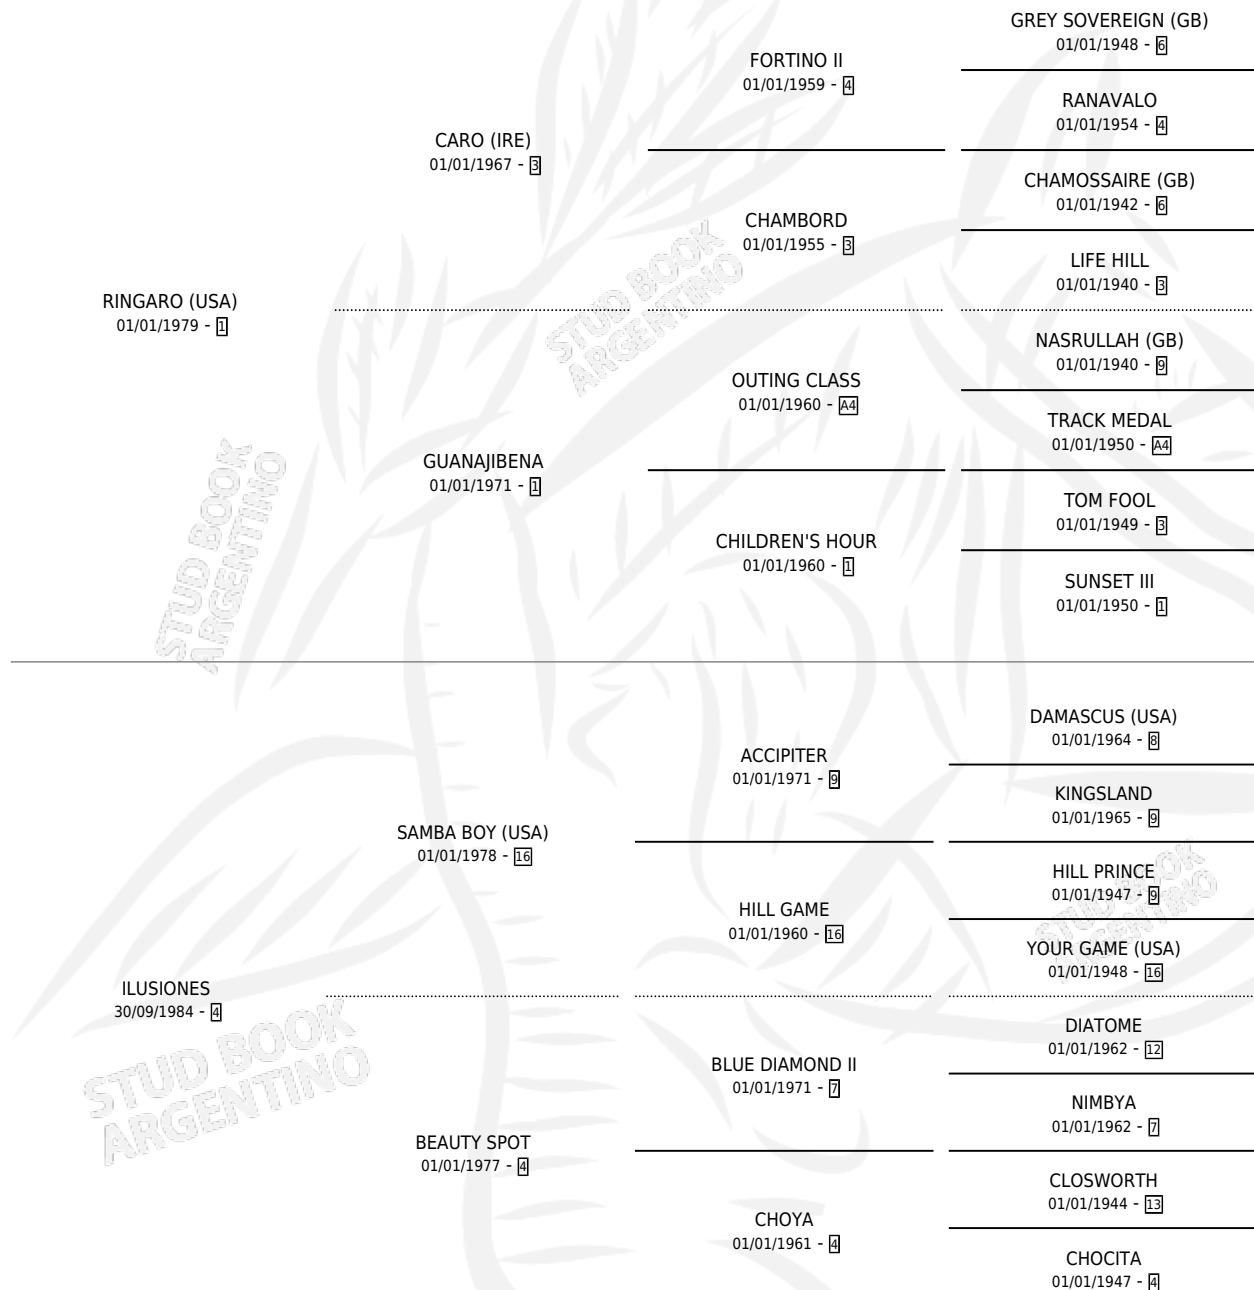 GREY SOVEREIGN (GB)
01/01/1948 - 6
FORTINO II
01/01/1959 - 4
RANAVALO
01/01/1954 - 4
CARO (IRE)
01/01/1967 - 3
CHAMOSSAIRE (GB)
01/01/1942 - 6
CHAMBORD
01/01/1955 - 3
LIFE HILL
01/01/1940 - 3
RINGARO (USA)
01/01/1979 - 1
STUD BOOK
ARGENTINO
NASRULLAH (GB)
01/01/1940 - 9
OUTING CLASS
01/01/1960 - A4
TRACK MEDAL
01/01/1950 - A4
GUANAJIBENA
01/01/1971 - 1
TOM FOOL
01/01/1949 - 3
CHILDREN'S HOUR
01/01/1960 - 1
SUNSET III
01/01/1950 - 1
STUD BOOK
ARGENTINO
DAMASCUS (USA)
01/01/1964 - 8
ACCIPITER
01/01/1971 - 9
KINGSLAND
01/01/1965 - 9
SAMBA BOY (USA)
01/01/1978 - 16
HILL PRINCE
01/01/1947 - 9
STUD BOOK
ARGENTINO
HILL GAME
01/01/1960 - 16
YOUR GAME (USA)
01/01/1948 - 16
ILUSIONES
30/09/1984 - 4
STUD BOOK
ARGENTINO
DIATOME
01/01/1962 - 12
BLUE DIAMOND II
01/01/1971 - 7
NIMBYA
01/01/1962 - 7
BEAUTY SPOT
01/01/1977 - 4
CLOSWORTH
01/01/1944 - 13
CHOYA
01/01/1961 - 4
CHOCITA
01/01/1947 - 4